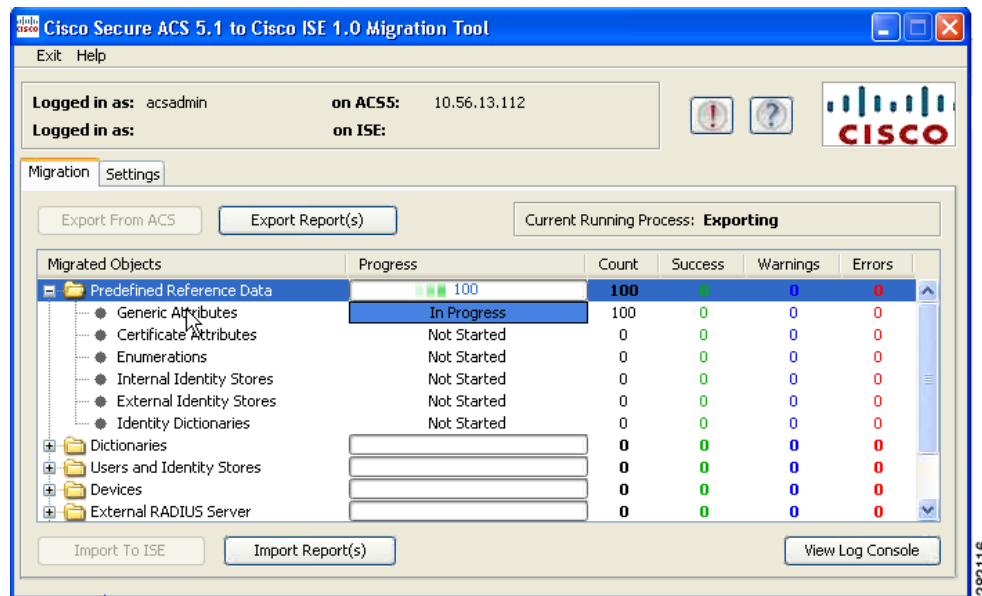 Cisco Secure ACS 5.1 to Cisco ISE 1.0 Migration Tool
Exit Help
Logged in as: acsadmin on ACS5: 10.56.13.112
Logged in as: on ISE:
CISCO
Migration Settings
Export From ACS Export Report(s) Current Running Process: Exporting
Migrated Objects Progress Count Success Warnings Errors
Predefined Reference Data 100 100 0 0 0
Generic Attributes In Progress 100 0 0 0
Certificate Attributes Not Started 0 0 0 0
Enumerations Not Started 0 0 0 0
Internal Identity Stores Not Started 0 0 0 0
External Identity Stores Not Started 0 0 0 0
Identity Dictionaries Not Started 0 0 0 0
Dictionaries 0 0 0 0
Users and Identity Stores 0 0 0 0
Devices 0 0 0 0
External RADIUS Server 0 0 0 0
Import To ISE Import Report(s) View Log Console